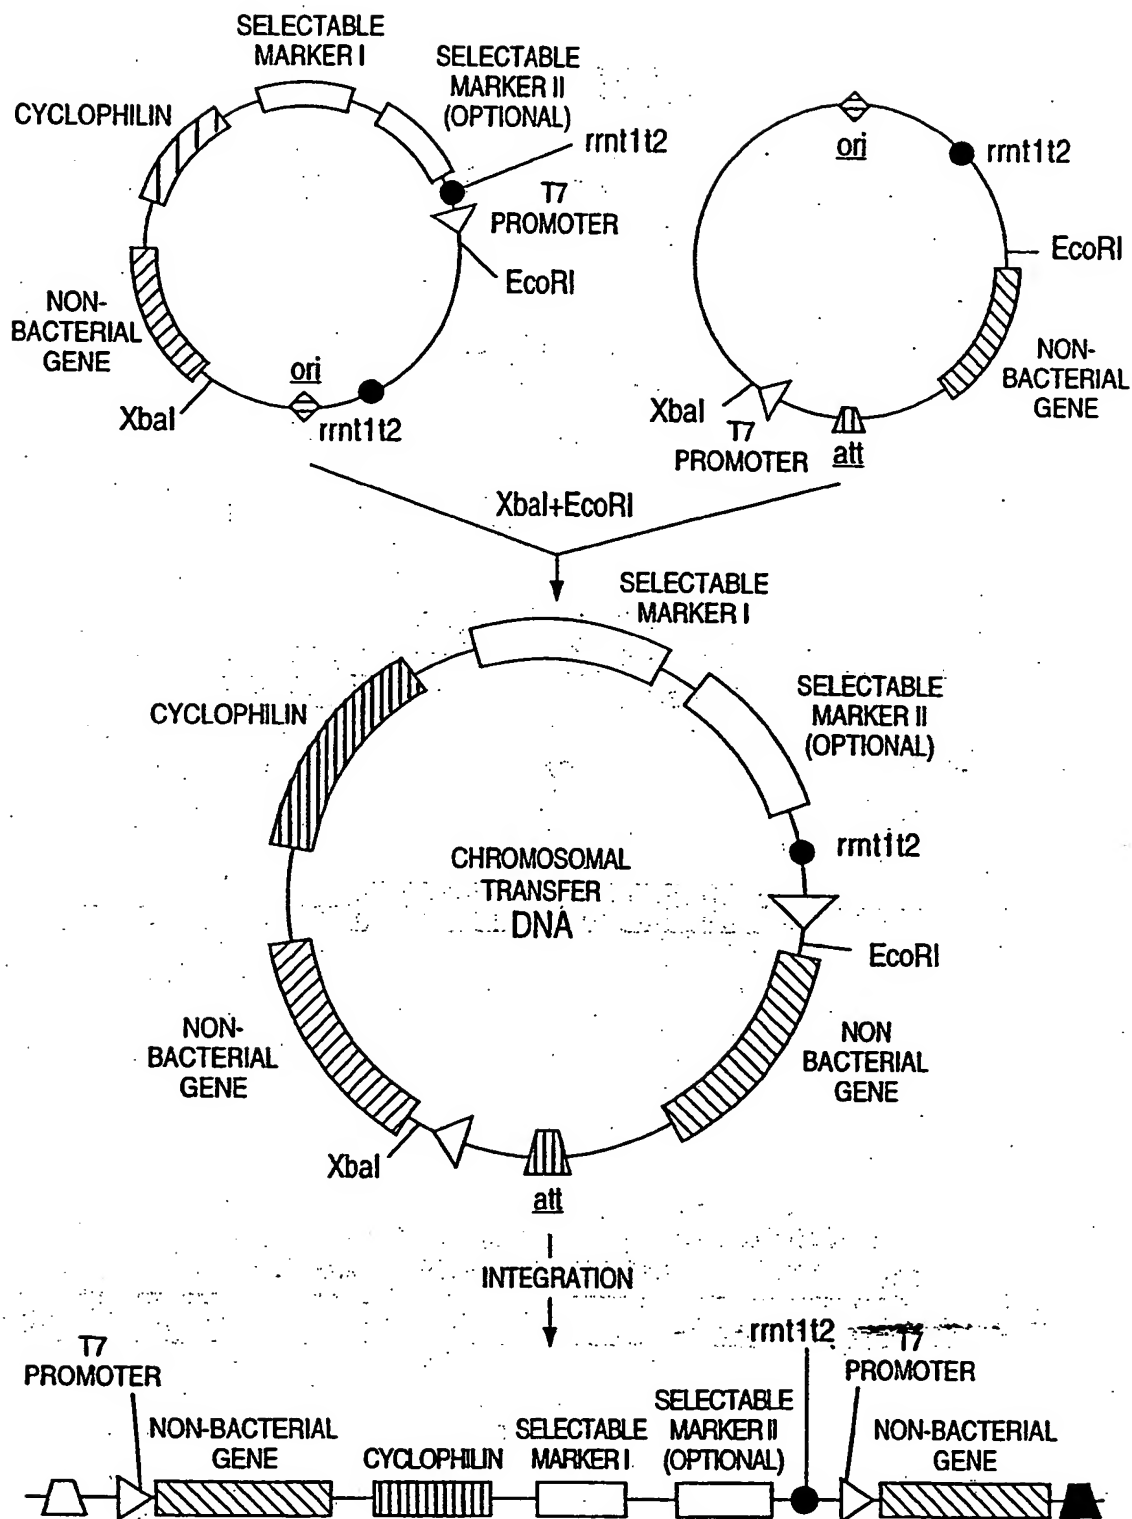 SELECTABLE
MARKER I
SELECTABLE
MARKER II
(OPTIONAL)
CYCLOPHILIN
rrnt1t2
T7
PROMOTER
EcoRI
NON-
BACTERIAL
GENE
ori
XbaI
rrnt1t2
ori
rrnt1t2
EcoRI
NON-
BACTERIAL
GENE
XbaI
T7
PROMOTER
att
XbaI+EcoRI
SELECTABLE
MARKER I
SELECTABLE
MARKER II
(OPTIONAL)
CYCLOPHILIN
rrnt1t2
CHROMOSOMAL
TRANSFER
DNA
EcoRI
NON-
BACTERIAL
GENE
NON
BACTERIAL
GENE
XbaI
att
INTEGRATION
T7
PROMOTER
NON-BACTERIAL
GENE
CYCLOPHILIN
SELECTABLE
MARKER I
SELECTABLE
MARKER II
(OPTIONAL)
rrnt1t2
T7
PROMOTER
NON-BACTERIAL
GENE